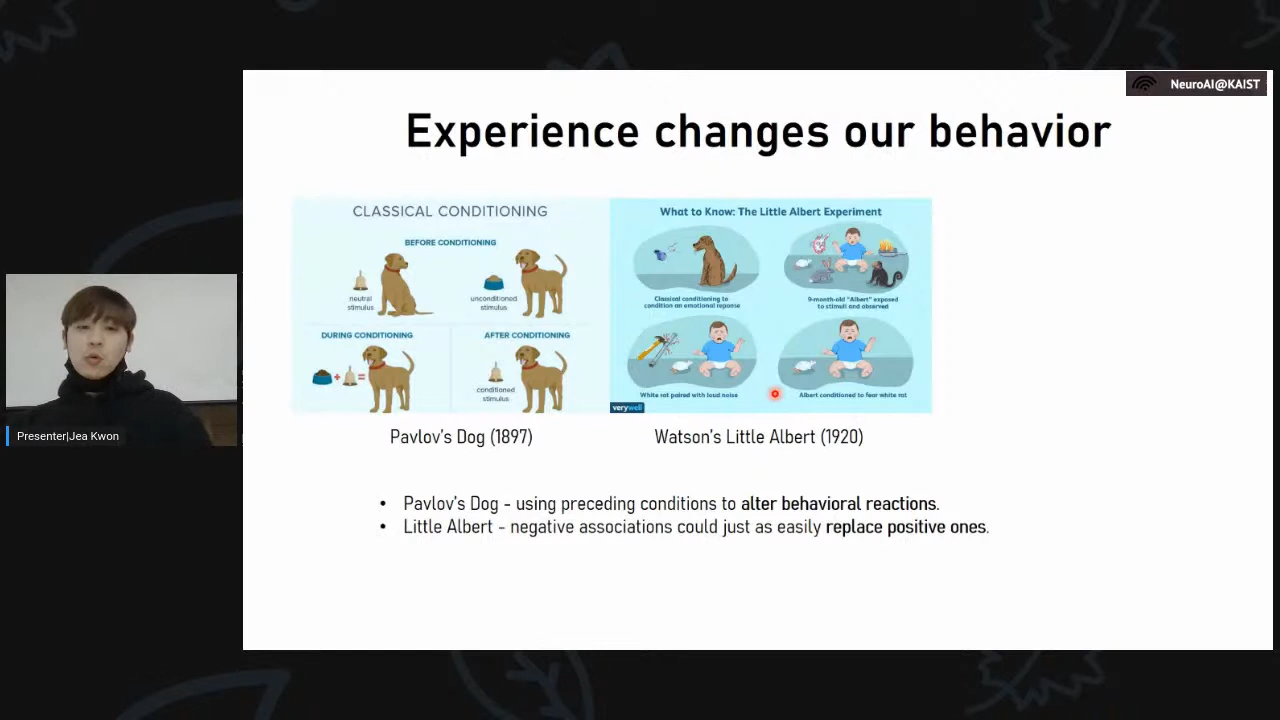 NeuroAI@KAIST
Experience changes our behavior
CLASSICAL CONDITIONING
BEFORE CONDITIONING
neutral
stimulus
unconditioned
stimulus
DURING CONDITIONING
AFTER CONDITIONING
conditioned
stimulus
What to Know: The Little Albert Experiment
Classical conditioning to
condition an emotional reponse
9-month-old "Albert" exposed
to stimuli and observed
White rat paired with loud noise
Albert conditioned to fear white rat
verywell
Pavlov's Dog (1897)
Watson's Little Albert (1920)
• Pavlov's Dog - using preceding conditions to alter behavioral reactions.
• Little Albert - negative associations could just as easily replace positive ones.
Presenter|Jea Kwon